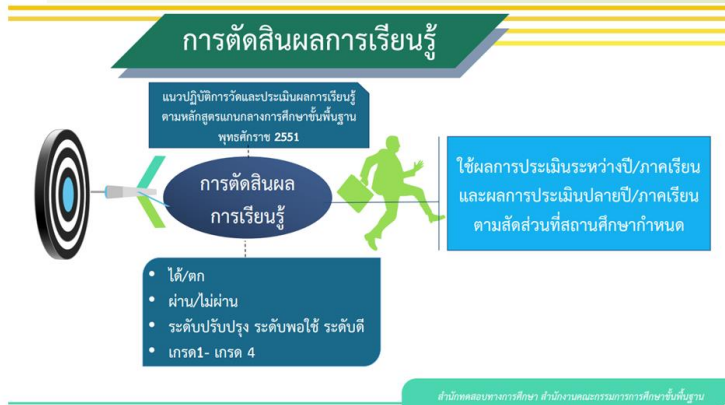 การตัดสินผลการเรียนรู้
แนวปฏิบัติการวัดและประเมินผลการเรียนรู้
ตามหลักสูตรแกนกลางการศึกษาขั้นพื้นฐาน
พุทธศักราช 2551
การตัดสินผล
การเรียนรู้
ใช้ผลการประเมินระหว่างปี/ภาคเรียน
และผลการประเมินปลายปี/ภาคเรียน
ตามสัดส่วนที่สถานศึกษากำหนด
• ได้/ตก
• ผ่าน/ไม่ผ่าน
• ระดับปรับปรุง ระดับพอใช้ ระดับดี
• เกรด1- เกรด 4
สำนักทดสอบทางการศึกษา สำนักงานคณะกรรมการการศึกษาขั้นพื้นฐาน